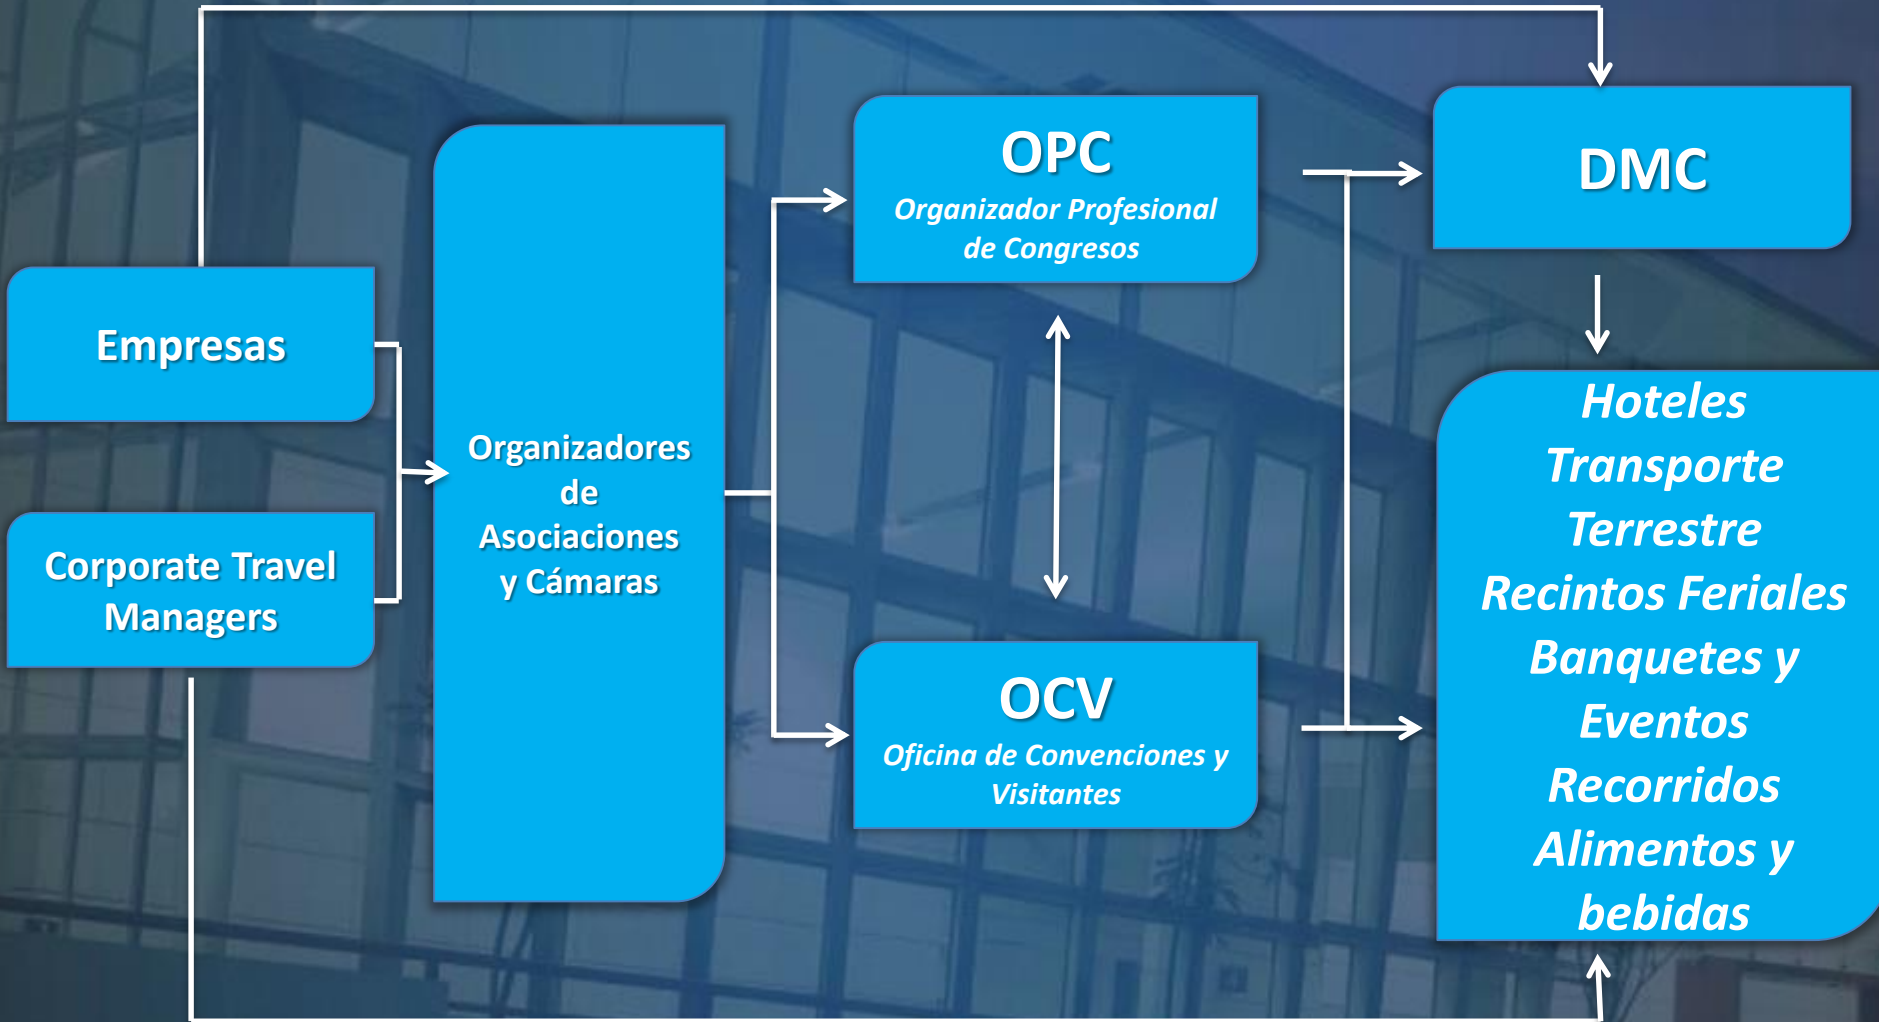 Empresas
Corporate Travel
Managers
Organizadores
de
Asociaciones
y Cámaras
OPC
Organizador Profesional
de Congresos
OCV
Oficina de Convenciones y
Visitantes
DMC
Hoteles
Transporte
Terrestre
Recintos Feriales
Banquetes y
Eventos
Recorridos
Alimentos y
bebidas